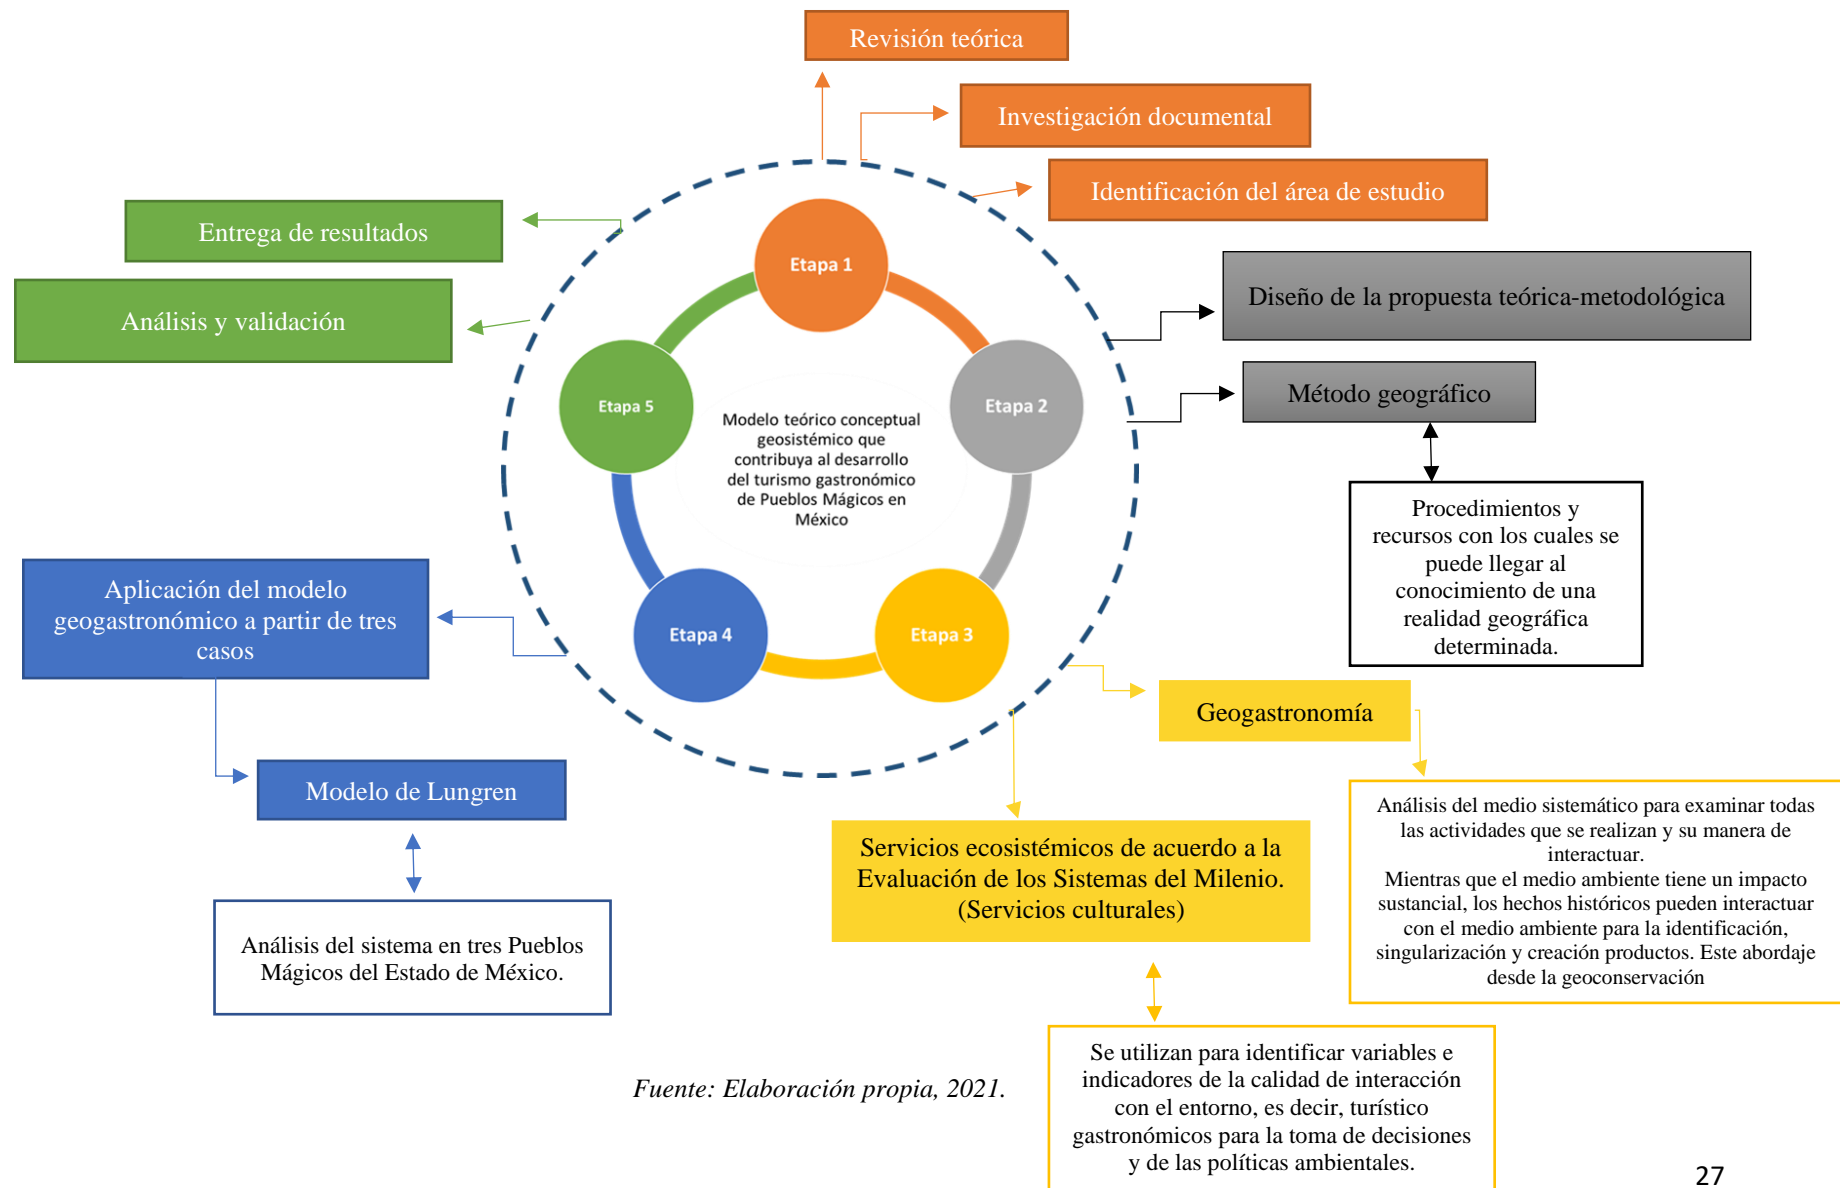 Revisión teórica
Investigación documental
Identificación del área de estudio
Entrega de resultados
Análisis y validación
Etapa 1
Etapa 2
Etapa 3
Etapa 4
Etapa 5
Modelo teórico conceptual
geosistémico que
contribuya al desarrollo
del turismo gastronómico
de Pueblos Mágicos en
México
Diseño de la propuesta teórica-metodológica
Método geográfico
Procedimientos y
recursos con los cuales se
puede llegar al
conocimiento de una
realidad geográfica
determinada.
Geogastronomía
Análisis del medio sistemático para examinar todas
las actividades que se realizan y su manera de
interactuar.
Mientras que el medio ambiente tiene un impacto
sustancial, los hechos históricos pueden interactuar
con el medio ambiente para la identificación,
singularización y creación productos. Este abordaje
desde la geoconservación
Servicios ecosistémicos de acuerdo a la
Evaluación de los Sistemas del Milenio.
(Servicios culturales)
Se utilizan para identificar variables e
indicadores de la calidad de interacción
con el entorno, es decir, turístico
gastronómicos para la toma de decisiones
y de las políticas ambientales.
Aplicación del modelo
geogastronómico a partir de tres
casos
Modelo de Lungren
Análisis del sistema en tres Pueblos
Mágicos del Estado de México.
Fuente: Elaboración propia, 2021.
27